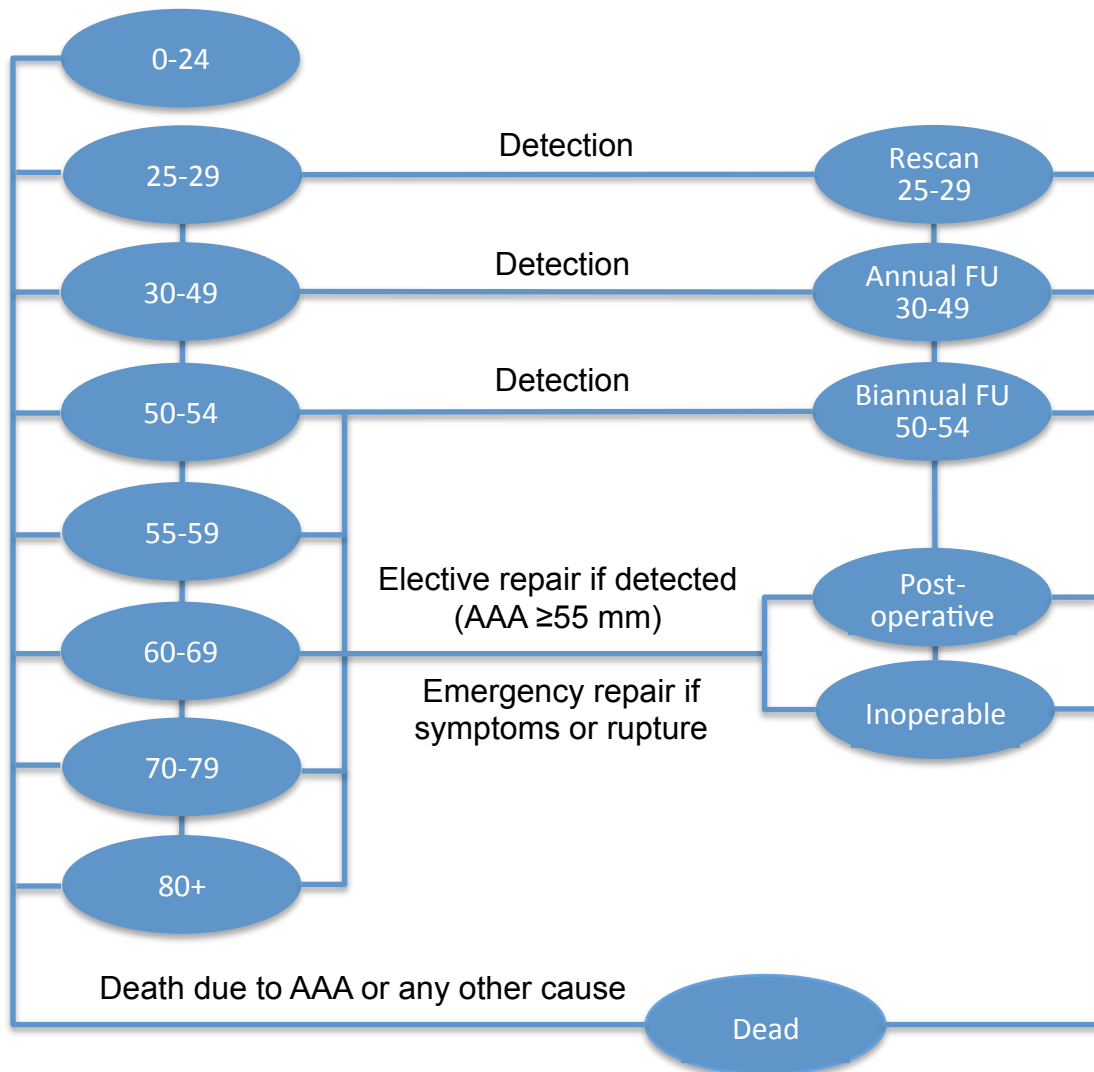 0-24
25-29
Detection
Rescan
25-29
30-49
Detection
Annual FU
30-49
50-54
Detection
Biannual FU
50-54
55-59
Elective repair if detected
(AAA ≥55 mm)
Post-
operative
60-69
Emergency repair if
symptoms or rupture
Inoperable
70-79
80+
Death due to AAA or any other cause
Dead